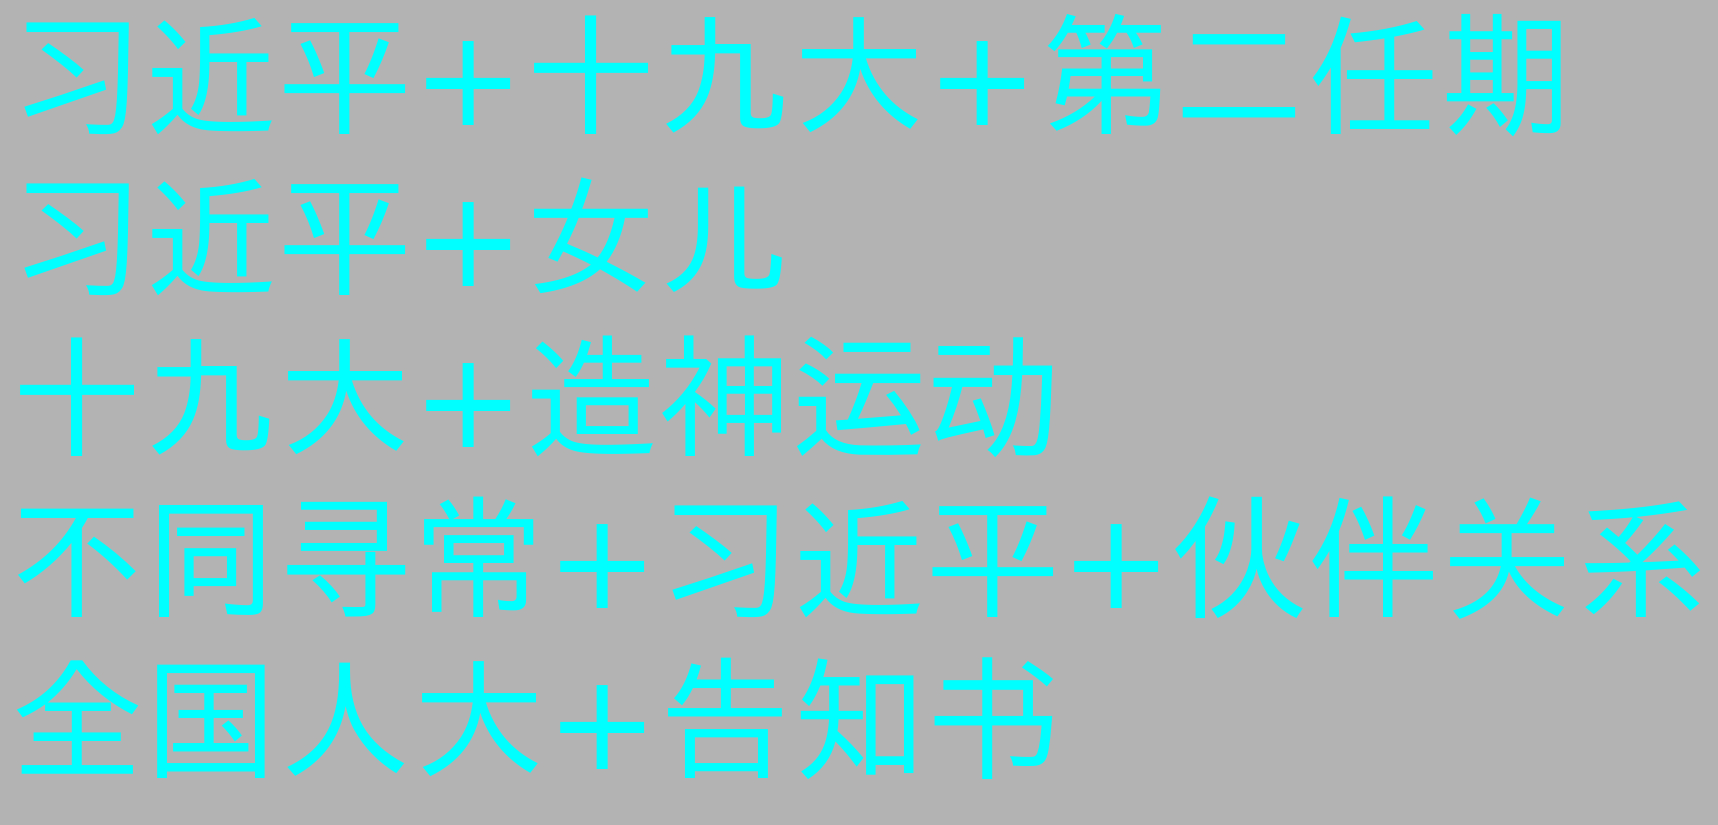 习近平+十九大+第二任期
习近平+女儿
十九大+造神运动
不同寻常+习近平+伙伴关系
全国人大+告知书